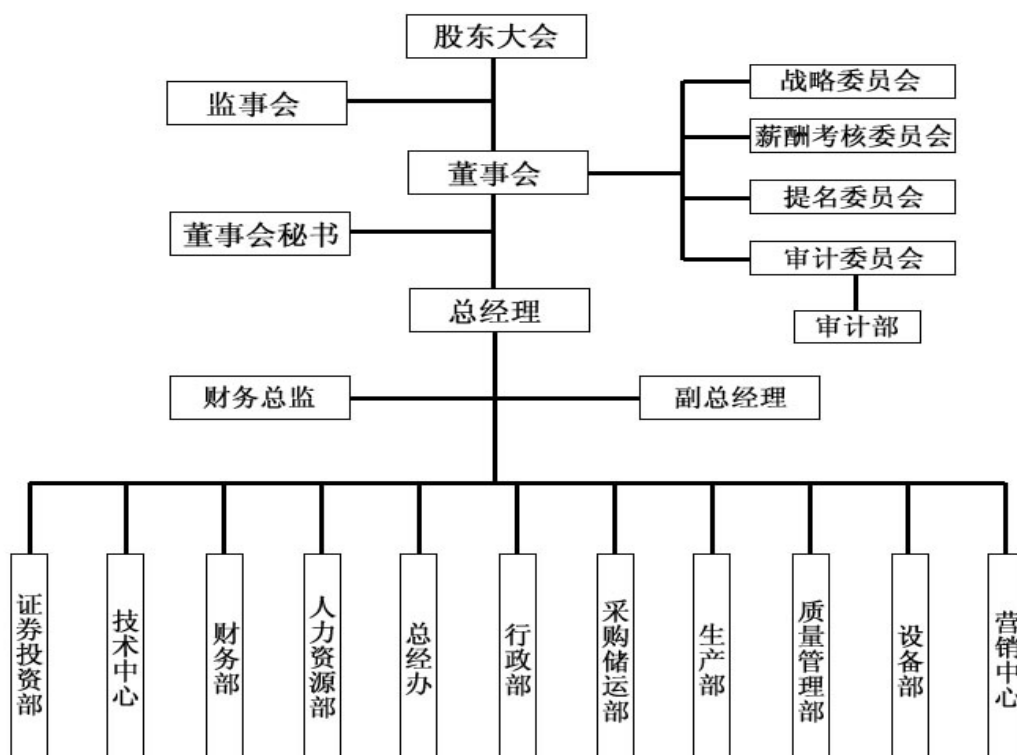 股东大会
监事会
战略委员会
薪酬考核委员会
董事会
提名委员会
董事会秘书
审计委员会
总经理
审计部
财务总监
副总经理
证券投资部
技术中心
财务部
人力资源部
总经办
行政部
采购储运部
生产部
质量管理部
设备部
营销中心